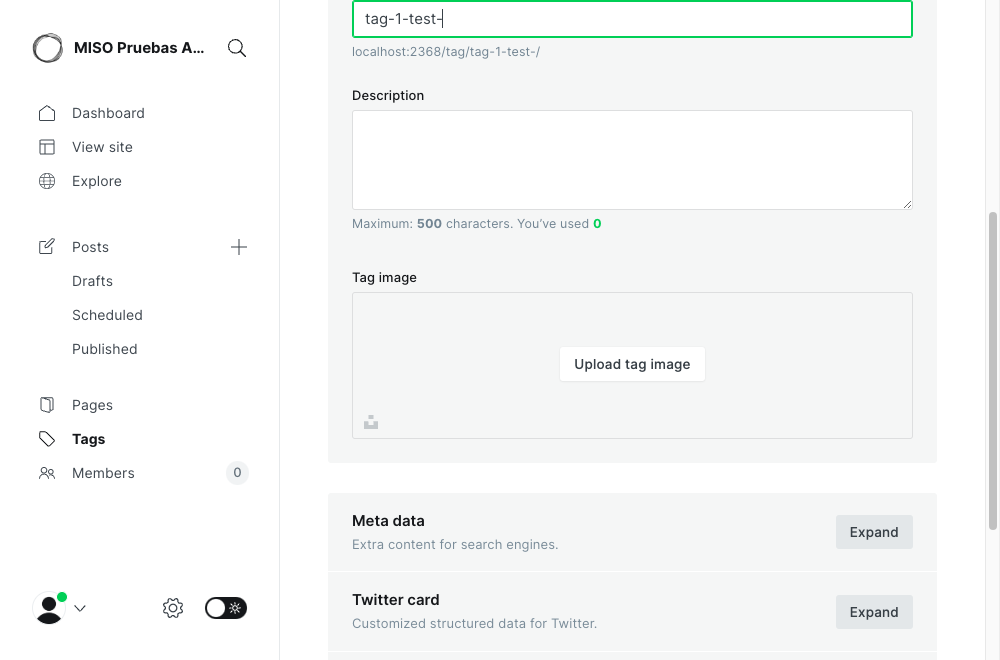 MISO Pruebas A...
Dashboard
View site
Explore
Posts
Drafts
Scheduled
Published
Pages
Tags
Members
0
tag-1-test-
localhost:2368/tag/tag-1-test-/
Description
Maximum: 500 characters. You’ve used 0
Tag image
Upload tag image
Meta data
Extra content for search engines.
Expand
Twitter card
Customized structured data for Twitter.
Expand